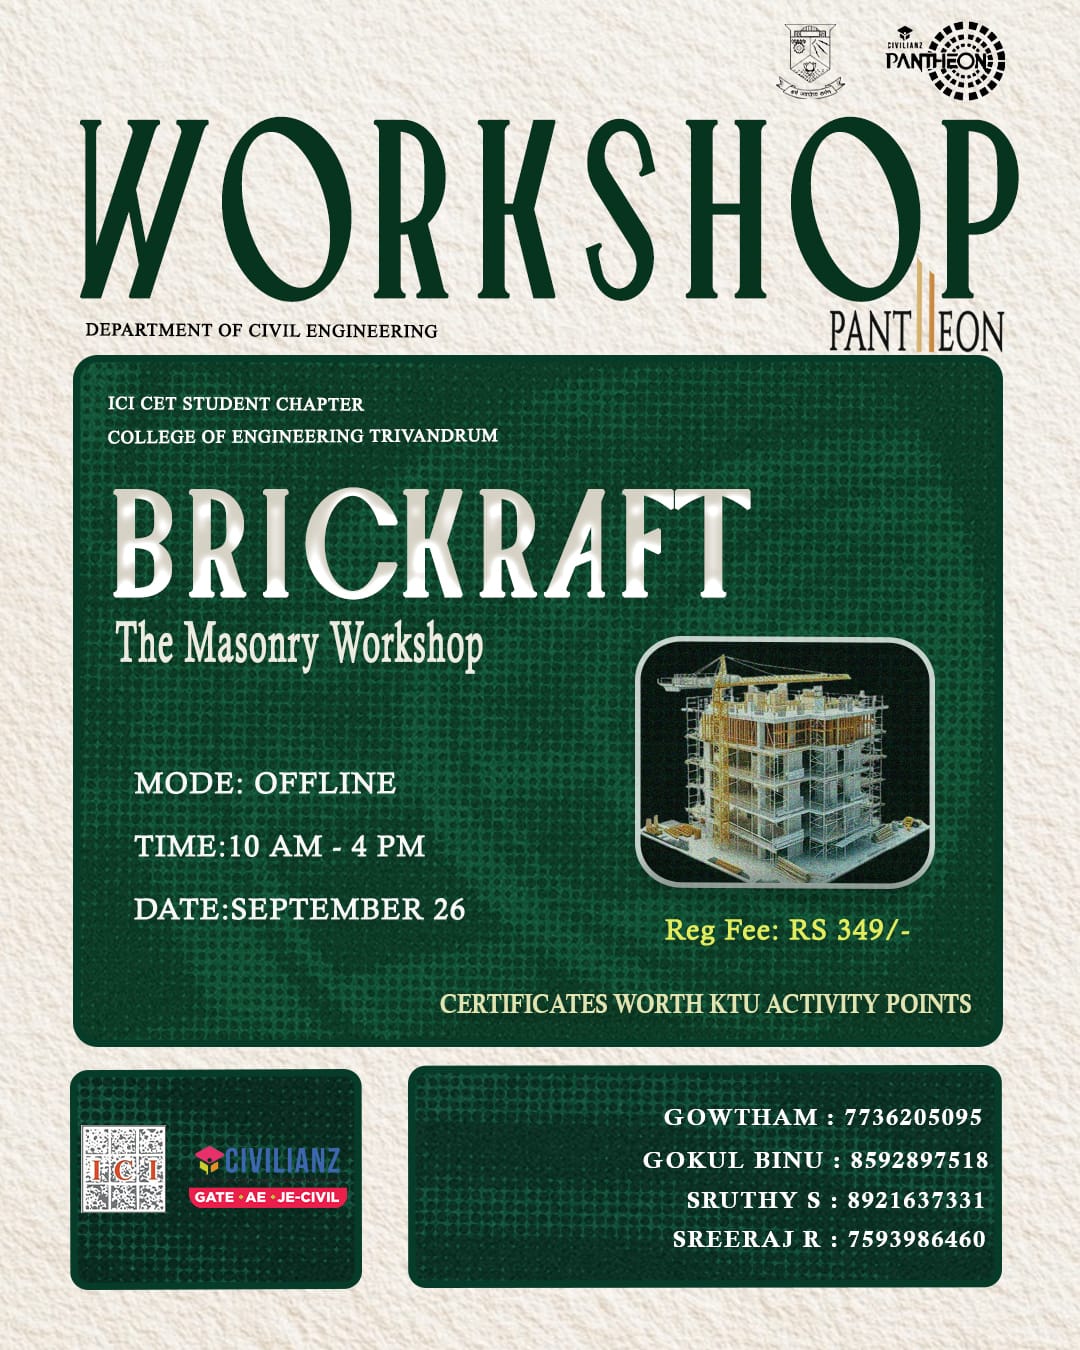 CIVILIANZ
PANTHEON
WORKSHOP
DEPARTMENT OF CIVIL ENGINEERING
PANTHEON
ICI CET STUDENT CHAPTER
COLLEGE OF ENGINEERING TRIVANDRUM
BRICKRAFT
The Masonry Workshop
MODE: OFFLINE
TIME:10 AM - 4 PM
DATE:SEPTEMBER 26
Reg Fee: RS 349/-
CERTIFICATES WORTH KTU ACTIVITY POINTS
ICI
CIVILIANZ
GATE • AE • JE-CIVIL
GOWTHAM : 7736205095
GOKUL BINU : 8592897518
SRUTHY S : 8921637331
SREERAJ R : 7593986460